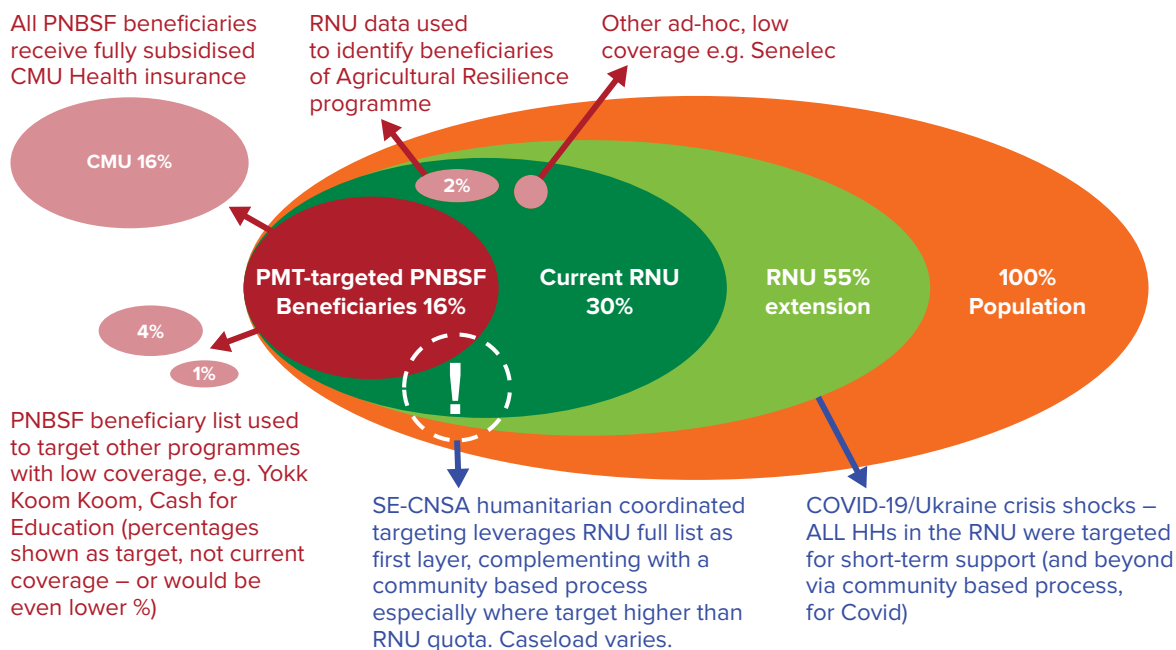 All PNBSF beneficiaries
receive fully subsidised
CMU Health insurance
RNU data used
to identify beneficiaries
of Agricultural Resilience
programme
Other ad-hoc, low
coverage e.g. Senelec
CMU 16%
2%
PMT-targeted PNBSF
Beneficiaries 16%
Current RNU
30%
RNU 55%
extension
100%
Population
4%
1%
!
PNBSF beneficiary list used
to target other programmes
with low coverage, e.g. Yokk
Koom Koom, Cash for
Education (percentages
shown as target, not current
coverage – or would be
even lower %)
SE-CNSA humanitarian coordinated
targeting leverages RNU full list as
first layer, complementing with a
community based process
especially where target higher than
RNU quota. Caseload varies.
COVID-19/Ukraine crisis shocks –
ALL HHs in the RNU were targeted
for short-term support (and beyond
via community based process,
for Covid)